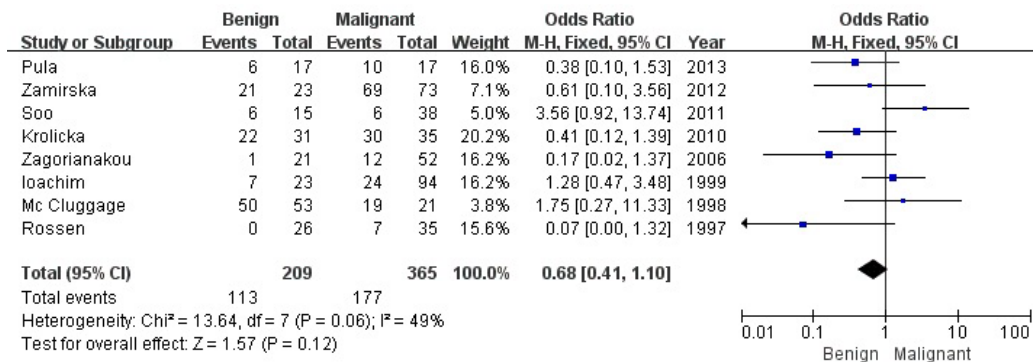 Benign Malignant Odds Ratio Odds Ratio
Study or Subgroup Events Total Events Total Weight M-H, Fixed, 95% CI Year M-H, Fixed, 95% CI
Pula 6 17 10 17 16.0% 0.38 [0.10, 1.53] 2013
Zamirska 21 23 69 73 7.1% 0.61 [0.10, 3.56] 2012
Soo 6 15 6 38 5.0% 3.56 [0.92, 13.74] 2011
Krolicka 22 31 30 35 20.2% 0.41 [0.12, 1.39] 2010
Zagorianakou 1 21 12 52 16.2% 0.17 [0.02, 1.37] 2006
Ioachim 7 23 24 94 16.2% 1.28 [0.47, 3.48] 1999
Mc Cluggage 50 53 19 21 3.8% 1.75 [0.27, 11.33] 1998
Rossen 0 26 7 35 15.6% 0.07 [0.00, 1.32] 1997
Total (95% CI) 209 365 100.0% 0.68 [0.41, 1.10]
Total events 113 177
Heterogeneity: Chi² = 13.64, df = 7 (P = 0.06); I² = 49%
Test for overall effect: Z = 1.57 (P = 0.12)
0.01 0.1 1 10 100
Benign Malignant